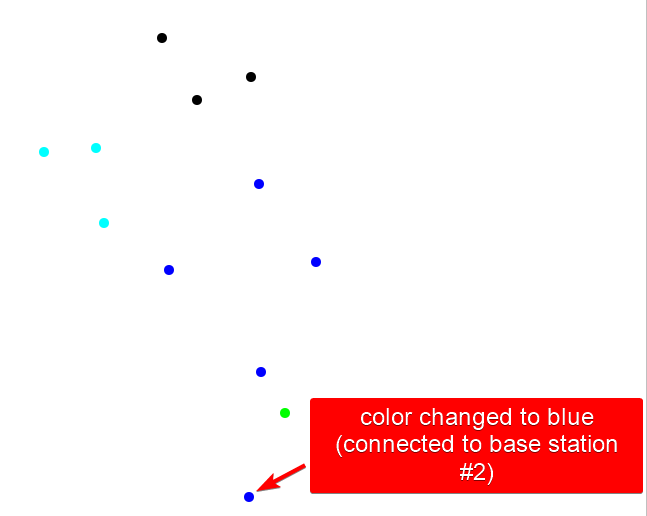 color changed to blue
(connected to base station
#2)